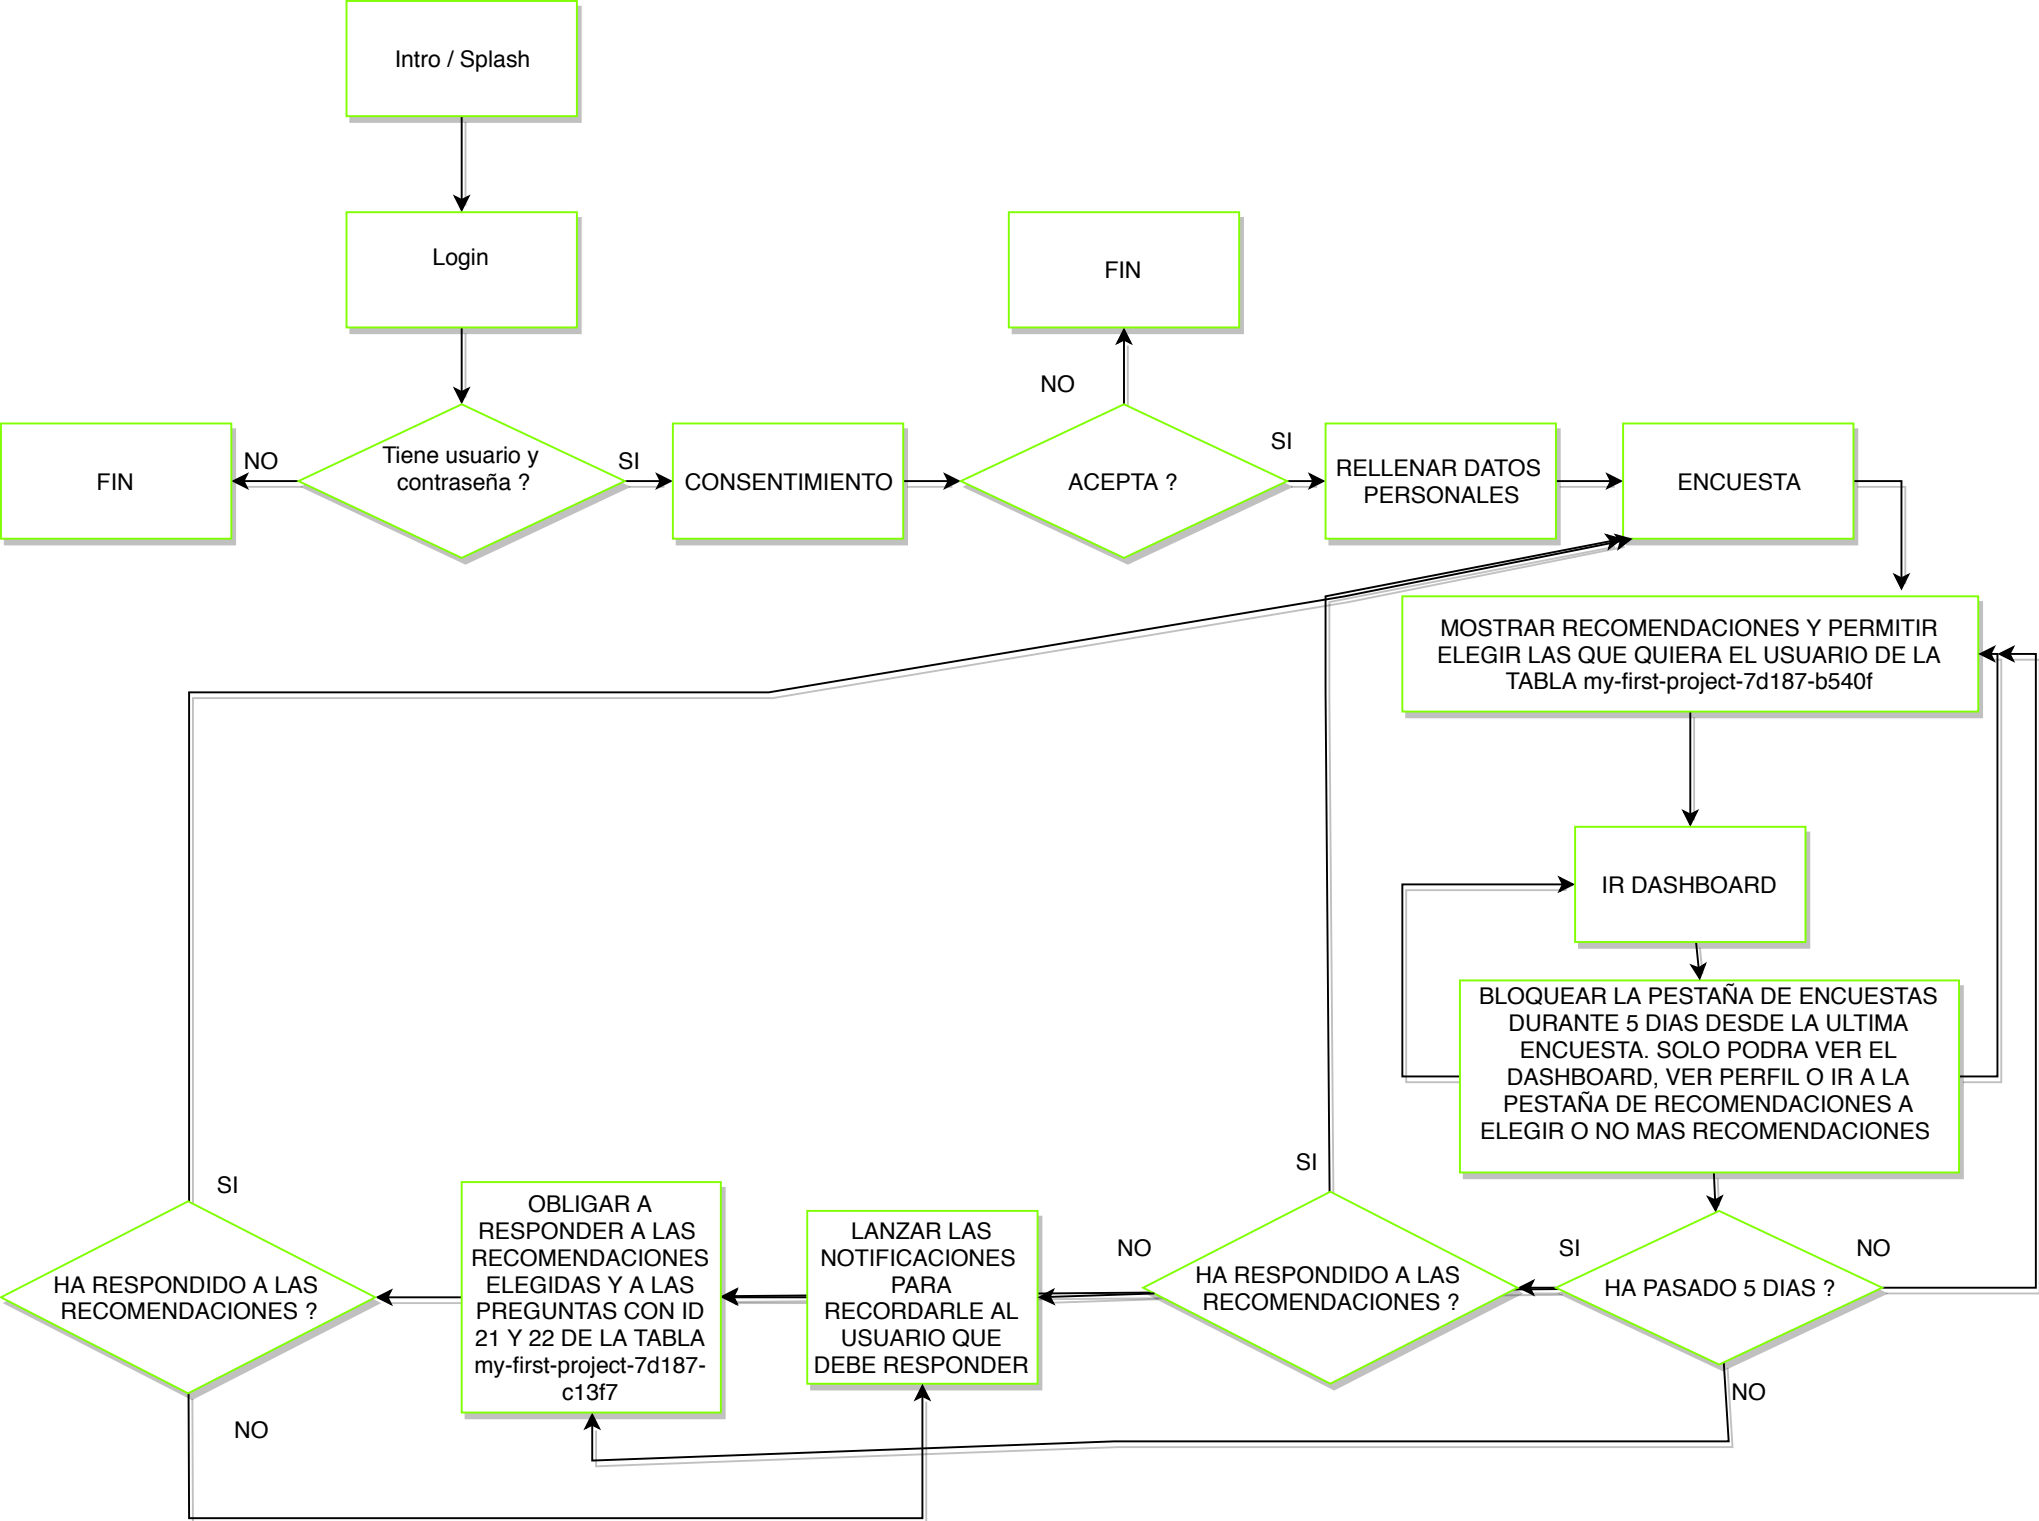 Intro / Splash
Login
FIN
NO
Tiene usuario y
contraseña ?
SI
CONSENTIMIENTO
FIN
NO
ACEPTA ?
SI
RELLENAR DATOS
PERSONALES
ENCUESTA
MOSTRAR RECOMENDACIONES Y PERMITIR
ELEGIR LAS QUE QUIERA EL USUARIO DE LA
TABLA my-first-project-7d187-b540f
IR DASHBOARD
BLOQUEAR LA PESTAÑA DE ENCUESTAS
DURANTE 5 DIAS DESDE LA ULTIMA
ENCUESTA. SOLO PODRA VER EL
DASHBOARD, VER PERFIL O IR A LA
PESTAÑA DE RECOMENDACIONES A
ELEGIR O NO MAS RECOMENDACIONES
SI
HA RESPONDIDO A LAS
RECOMENDACIONES ?
NO
OBLIGAR A
RESPONDER A LAS
RECOMENDACIONES
ELEGIDAS Y A LAS
PREGUNTAS CON ID
21 Y 22 DE LA TABLA
my-first-project-7d187-
c13f7
LANZAR LAS
NOTIFICACIONES
PARA
RECORDARLE AL
USUARIO QUE
DEBE RESPONDER
NO
SI
HA RESPONDIDO A LAS
RECOMENDACIONES ?
SI
HA PASADO 5 DIAS ?
NO
NO